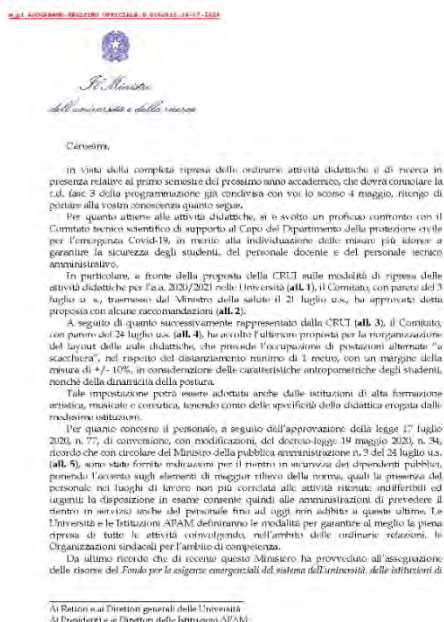 Il Ministro
dell'università e della ricerca
Carissimi,
in vista della completa ripresa delle ordinarie attività didattiche e di ricerca in
presenza relative al primo semestre del prossimo anno accademico, che dovrà connotare la
c.d. fase 3 della programmazione già condivisa con voi lo scorso 4 maggio, ritengo di
portare alla vostra conoscenza quanto segue.
Per quanto attiene alle attività didattiche, si è svolto un proficuo confronto con il
Comitato tecnico scientifico di supporto al Capo del Dipartimento della protezione civile
per l'emergenza Covid-19, in merito alla individuazione delle misure più idonee a
garantire la sicurezza degli studenti, del personale docente e del personale tecnico
amministrativo.
In particolare, a fronte della proposta della CRUI sulle modalità di ripresa delle
attività didattiche per l'a.a. 2020/2021 nelle Università (all. 1), il Comitato, con parere del 3
luglio u. s., trasmesso dal Ministro della salute il 21 luglio u.s., ha approvato detta
proposta con alcune raccomandazioni (all. 2).
A seguito di quanto successivamente rappresentato dalla CRUI (all. 3), il Comitato,
con parere del 24 luglio u.s. (all. 4), ha accolto l'ulteriore proposta per la riorganizzazione
del layout delle aule didattiche, che prevede l'occupazione di postazioni alternate "a
scacchiera", nel rispetto del distanziamento minimo di 1 metro, con un margine della
misura di +/- 10%, in considerazione delle caratteristiche antropometriche degli studenti,
nonché della dinamicità della postura.
Tale impostazione potrà essere adottata anche dalle istituzioni di alta formazione
artistica, musicale e coreutica, tenendo conto delle specificità della didattica erogata dalle
medesime istituzioni.
Per quanto concerne il personale, a seguito dell'approvazione della legge 17 luglio
2020, n. 77, di conversione, con modificazioni, del decreto-legge 19 maggio 2020, n. 34,
ricordo che con circolare del Ministro della pubblica amministrazione n. 3 del 24 luglio u.s.
(all. 5), sono state fornite indicazioni per il rientro in sicurezza dei dipendenti pubblici,
ponendo l'accento sugli elementi di maggior rilievo della norma, quali la presenza del
personale nei luoghi di lavoro non più correlata alle attività ritenute indifferibili ed
urgenti; la disposizione in esame consente quindi alle amministrazioni di prevedere il
rientro in servizio anche del personale fino ad oggi non adibito a queste ultime. Le
Università e le Istituzioni AFAM definiranno le modalità per garantire al meglio la piena
ripresa di tutte le attività coinvolgendo, nell'ambito delle ordinarie relazioni, le
Organizzazioni sindacali per l'ambito di competenza.
Da ultimo ricordo che di recente questo Ministero ha provveduto all'assegnazione
delle risorse del Fondo per le esigenze emergenziali del sistema dell'università, delle istituzioni di
Ai Rettori e ai Direttori generali delle Università
Ai Presidenti e ai Direttori delle Istituzioni AFAM